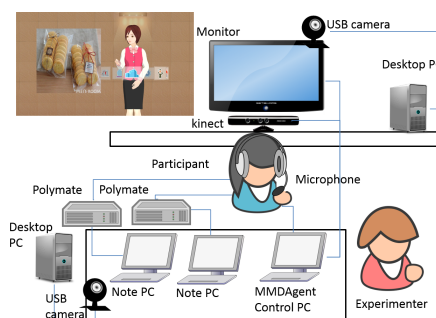 USB camera
Monitor
Desktop P
kinect
Participant
Microphone
Polymate
Polymate
Desktop
PC
Note PC
Note PC
MMDAgent
Control PC
Experimenter
USB
camera